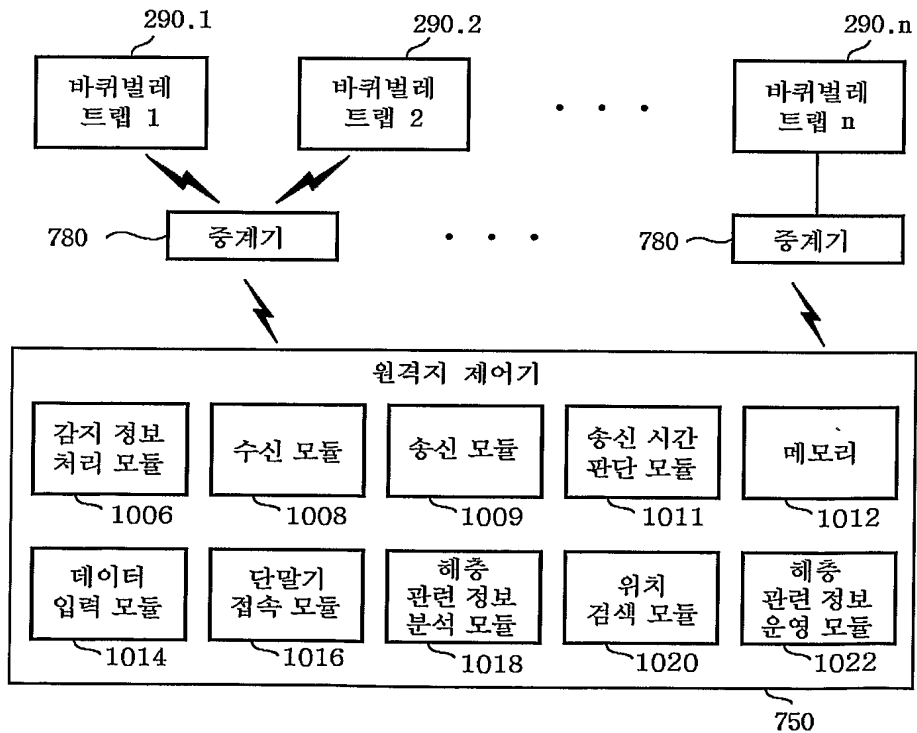 290.1
290.2
290.n
바퀴벌레
트랩 1
바퀴벌레
트랩 2
바퀴벌레
트랩 n
780
중계기
780
중계기
원격지 제어기
감지 정보
처리 모듈
수신 모듈
송신 모듈
송신 시간
판단 모듈
메모리
1006
1008
1009
1011
1012
데이터
입력 모듈
단말기
접속 모듈
해충
관련 정보
분석 모듈
위치
검색 모듈
해충
관련 정보
운영 모듈
1014
1016
1018
1020
1022
750